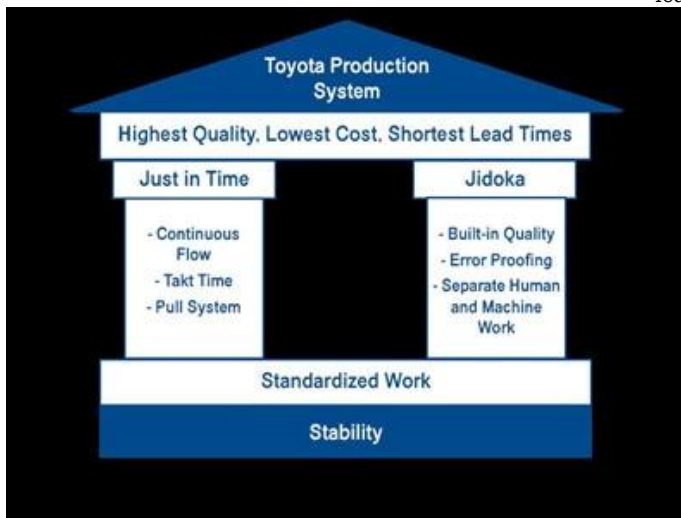 Toyota Production
System
Highest Quality, Lowest Cost, Shortest Lead Times
Just in Time
- Continuous
Flow
- Takt Time
- Pull System
Jidoka
- Built-in Quality
- Error Proofing
- Separate Human
and Machine
Work
Standardized Work
Stability